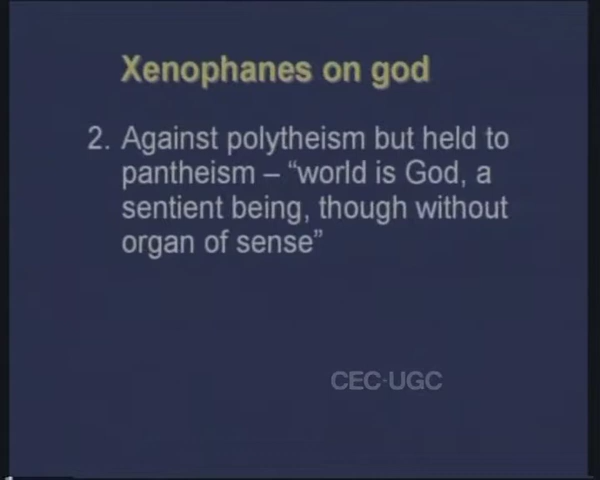 Xenophanes on god
2. Against polytheism but held to
pantheism – “world is God, a
sentient being, though without
organ of sense”
CEC-UGC